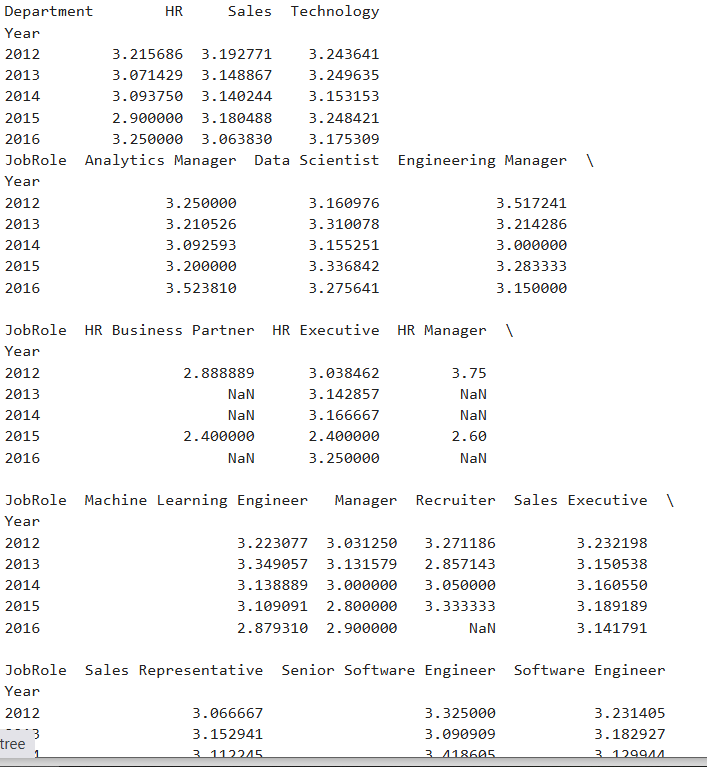 Department HR Sales Technology
Year
2012 3.215686 3.192771 3.243641
2013 3.071429 3.148867 3.249635
2014 3.093750 3.140244 3.153153
2015 2.900000 3.180488 3.248421
2016 3.250000 3.063830 3.175309
JobRole Analytics Manager Data Scientist Engineering Manager \
Year
2012 3.250000 3.160976 3.517241
2013 3.210526 3.310078 3.214286
2014 3.092593 3.155251 3.000000
2015 3.200000 3.336842 3.283333
2016 3.523810 3.275641 3.150000
JobRole HR Business Partner HR Executive HR Manager \
Year
2012 2.888889 3.038462 3.75
2013 NaN 3.142857 NaN
2014 NaN 3.166667 NaN
2015 2.400000 2.400000 2.60
2016 NaN 3.250000 NaN
JobRole Machine Learning Engineer Manager Recruiter Sales Executive \
Year
2012 3.223077 3.031250 3.271186 3.232198
2013 3.349057 3.131579 2.857143 3.150538
2014 3.138889 3.000000 3.050000 3.160550
2015 3.109091 2.800000 3.333333 3.189189
2016 2.879310 2.900000 NaN 3.141791
JobRole Sales Representative Senior Software Engineer Software Engineer
Year
2012 3.066667 3.325000 3.231405
3.152941 3.090909 3.182927
tree
3.112245 3.418605 3.129944